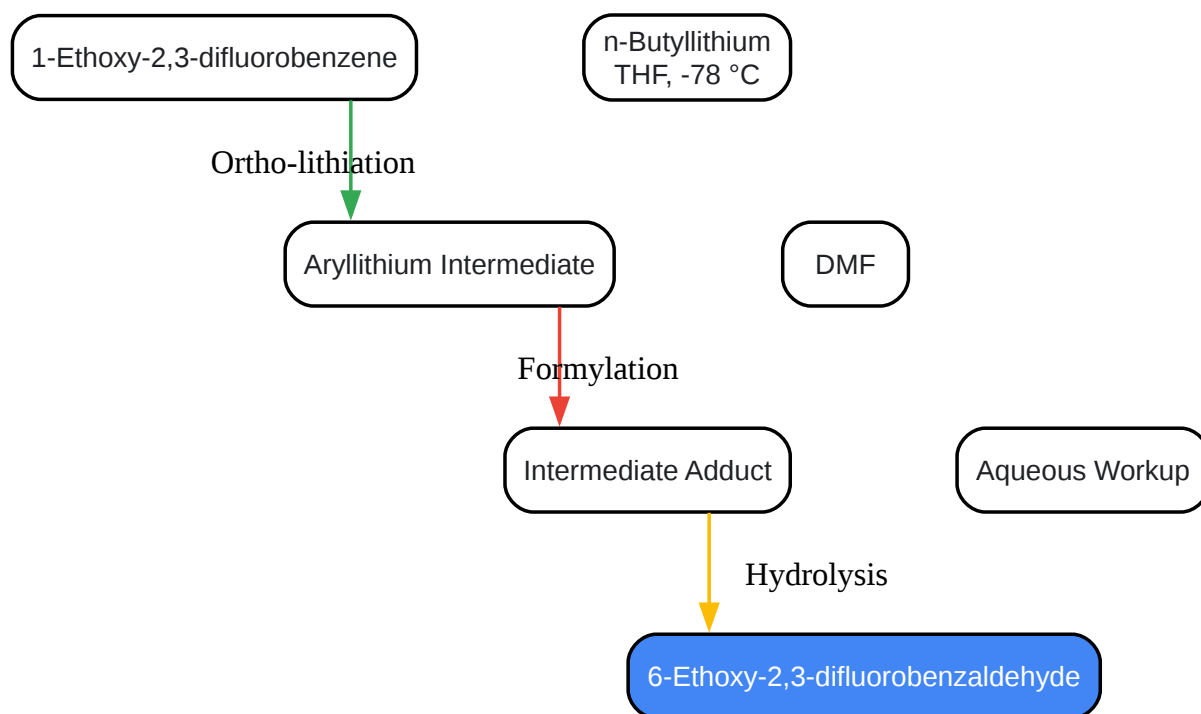 1-Ethoxy-2,3-difluorobenzene
n-Butyllithium
THF, -78 °C
Ortho-lithiation
Aryllithium Intermediate
DMF
Formylation
Intermediate Adduct
Aqueous Workup
Hydrolysis
6-Ethoxy-2,3-difluorobenzaldehyde